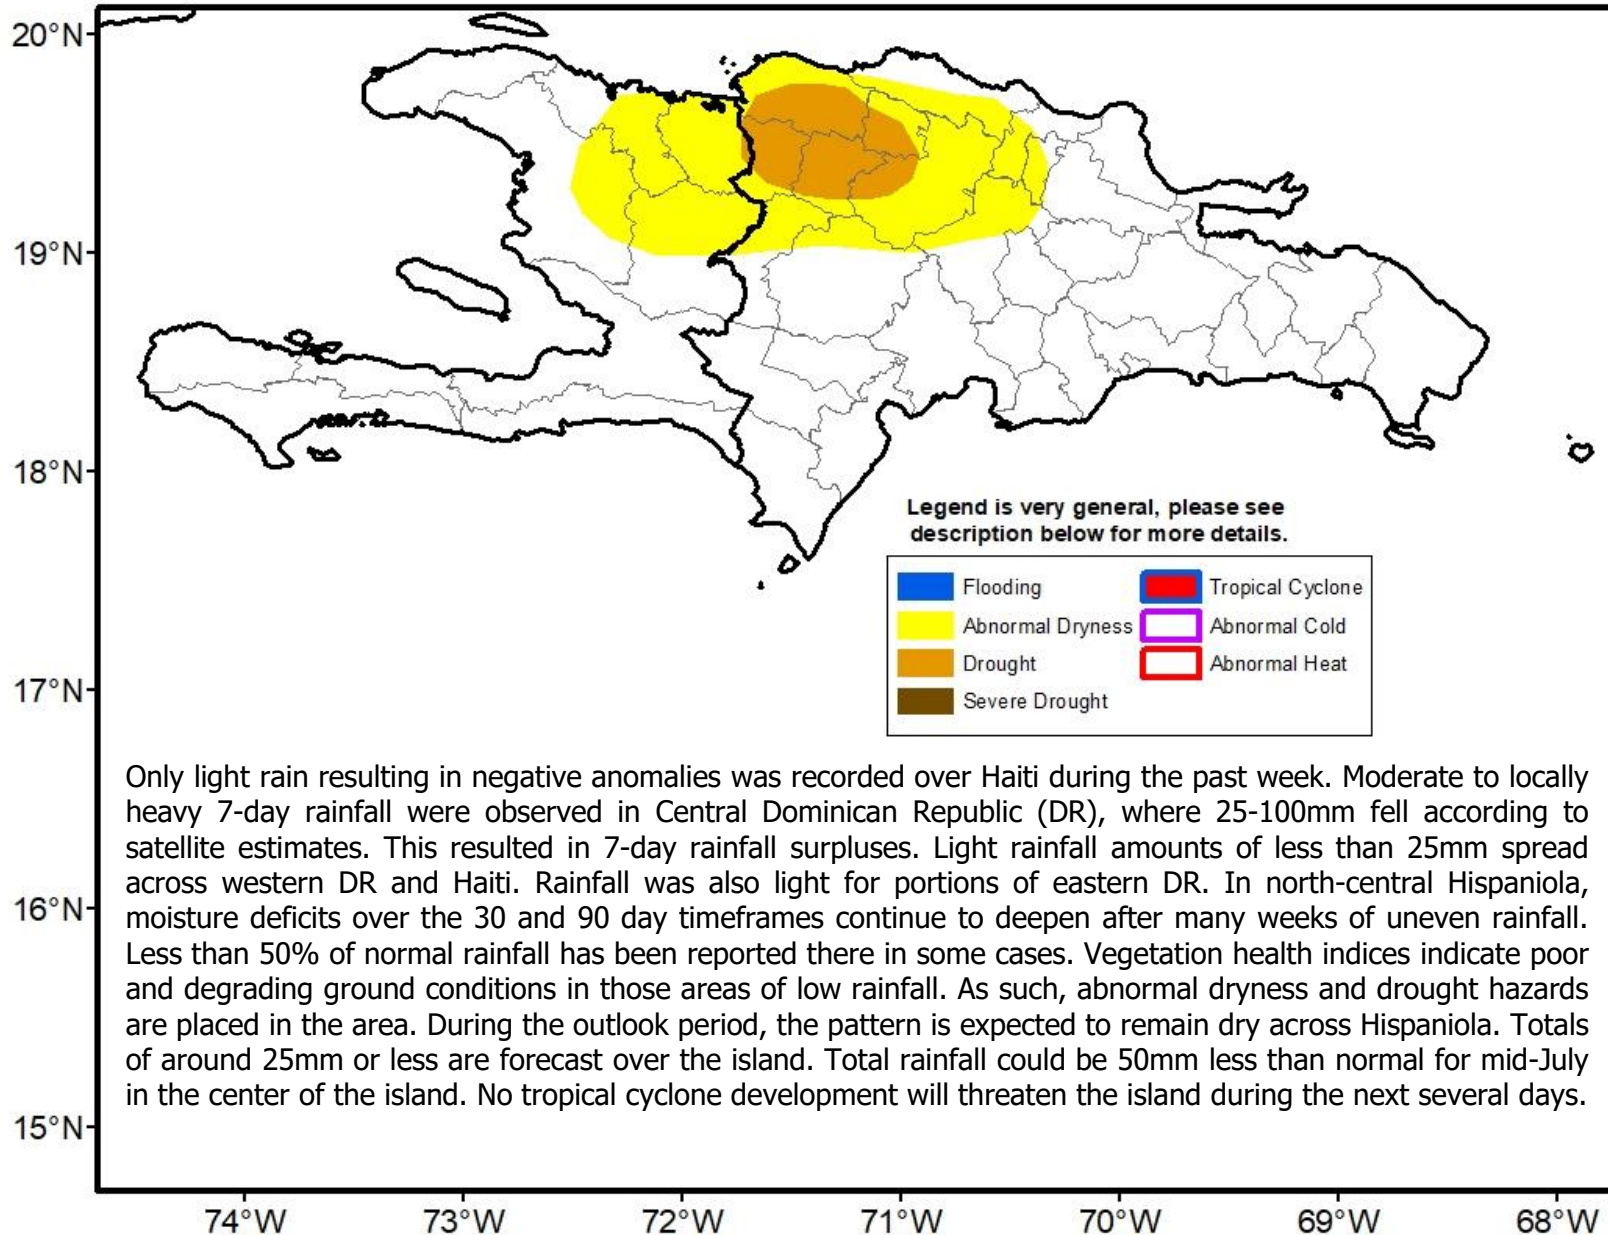 20°N
19°N
18°N
17°N
16°N
15°N
Legend is very general, please see
description below for more details.
Flooding
Tropical Cyclone
Abnormal Dryness
Abnormal Cold
Drought
Abnormal Heat
Severe Drought
Only light rain resulting in negative anomalies was recorded over Haiti during the past week. Moderate to locally
heavy 7-day rainfall were observed in Central Dominican Republic (DR), where 25-100mm fell according to
satellite estimates. This resulted in 7-day rainfall surpluses. Light rainfall amounts of less than 25mm spread
across western DR and Haiti. Rainfall was also light for portions of eastern DR. In north-central Hispaniola,
moisture deficits over the 30 and 90 day timeframes continue to deepen after many weeks of uneven rainfall.
Less than 50% of normal rainfall has been reported there in some cases. Vegetation health indices indicate poor
and degrading ground conditions in those areas of low rainfall. As such, abnormal dryness and drought hazards
are placed in the area. During the outlook period, the pattern is expected to remain dry across Hispaniola. Totals
of around 25mm or less are forecast over the island. Total rainfall could be 50mm less than normal for mid-July
in the center of the island. No tropical cyclone development will threaten the island during the next several days.
74°W 73°W 72°W 71°W 70°W 69°W 68°W